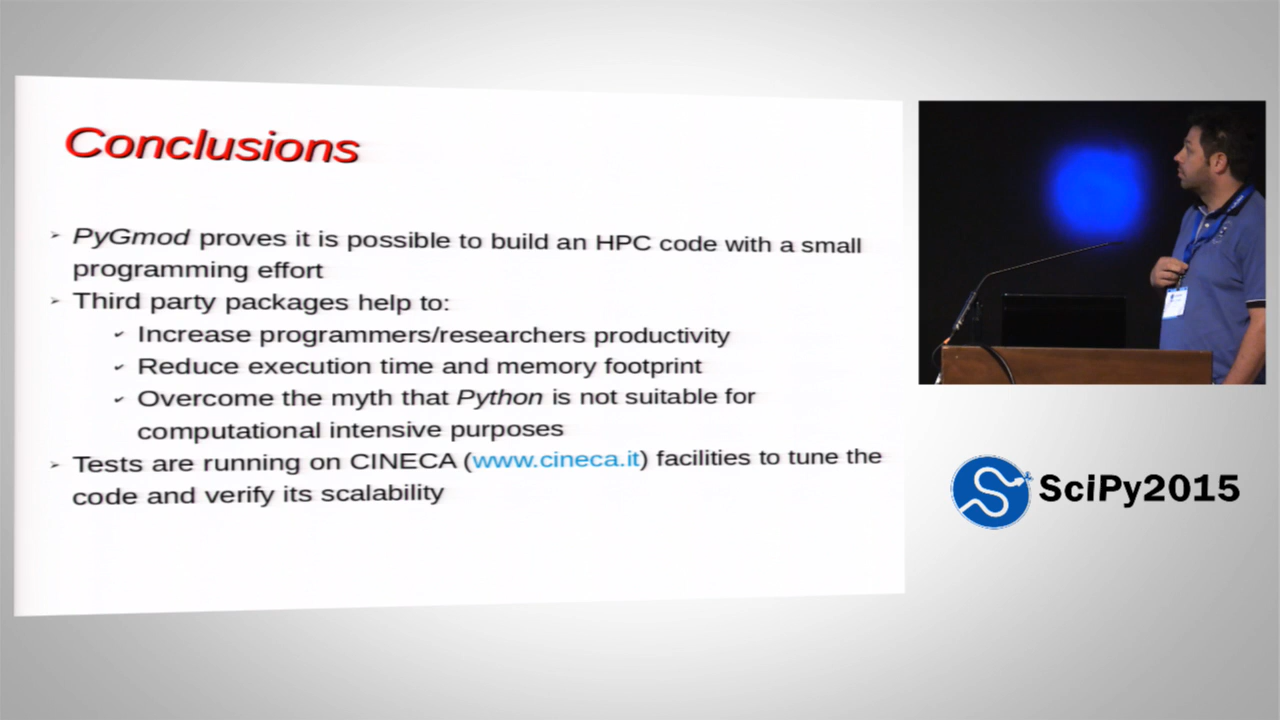 Conclusions
PyGmod proves it is possible to build an HPC code with a small
programming effort
Third party packages help to:
Increase programmers/researchers productivity
Reduce execution time and memory footprint
Overcome the myth that Python is not suitable for
computational intensive purposes
Tests are running on CINECA (www.cineca.it) facilities to tune the
code and verify its scalability
SciPy2015